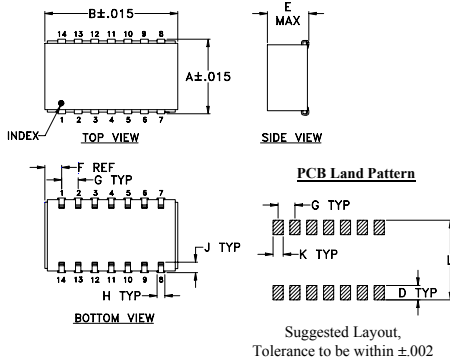 B±.015
E
MAX
14 13 12 11 10 9 8
A±.015
INDEX
1 2 3 4 5 6 7
TOP VIEW
SIDE VIEW
F REF
G TYP
PCB Land Pattern
1 2 3 4 5 6 7
G TYP
J TYP
K TYP
L
14 13 12 11 10 9 8
H TYP
D TYP
BOTTOM VIEW
Suggested Layout,
Tolerance to be within ±.002